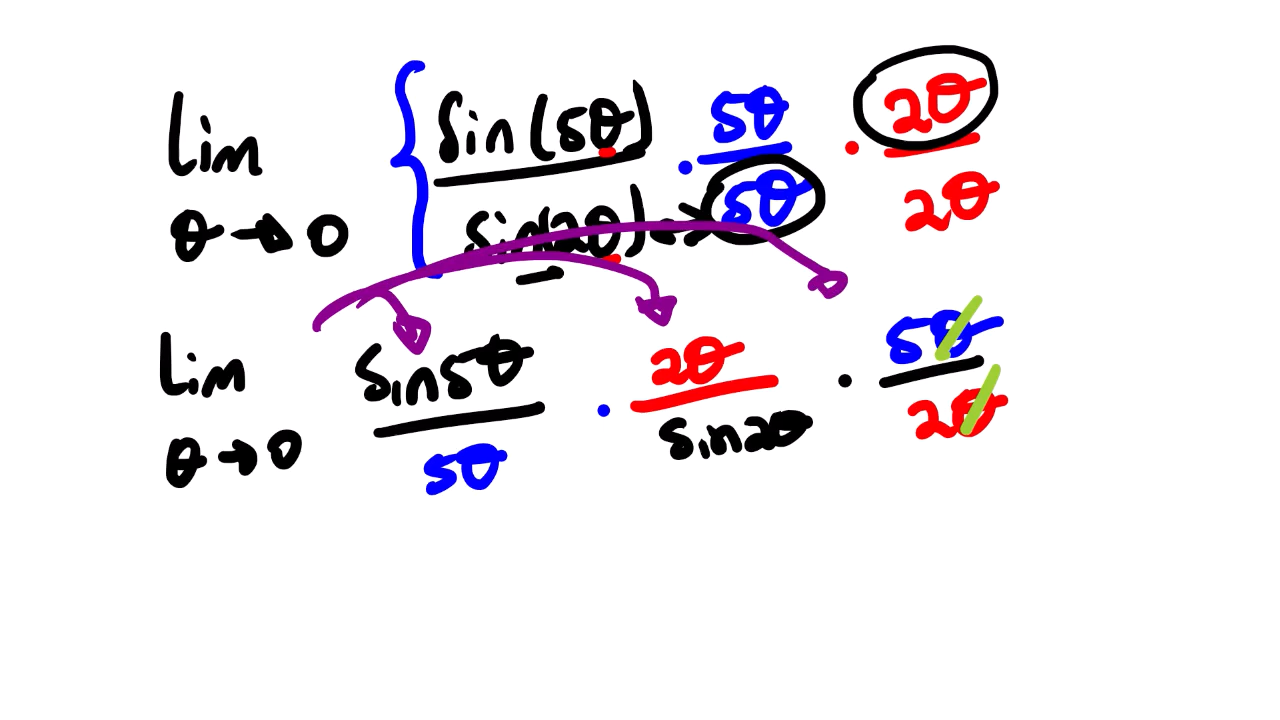 lim θ→0 { sin(5θ)/sin(2θ) · 5θ/5θ · 2θ/2θ
lim θ→0 sin5θ/5θ · 2θ/sin2θ · 5θ/2θ